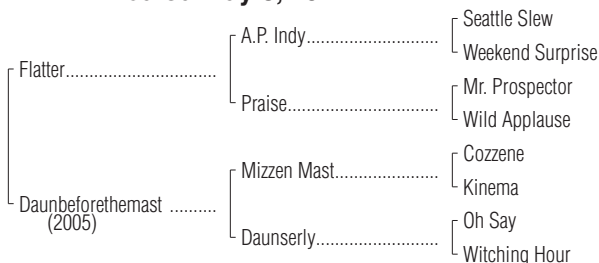 Seattle Slew
A.P. Indy
Weekend Surprise
Flatter
Mr. Prospector
Praise
Wild Applause
Cozzene
Mizzen Mast
Kinema
Daunbeforethemast
(2005)
Oh Say
Daunserly
Witching Hour